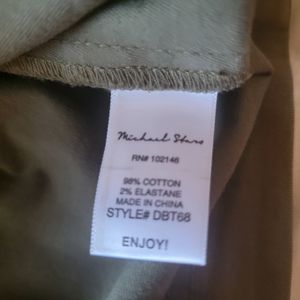 Michael Stars
RN# 102146
98% COTTON
2% ELASTANE
MADE IN CHINA
STYLE# DBT68
ENJOY!